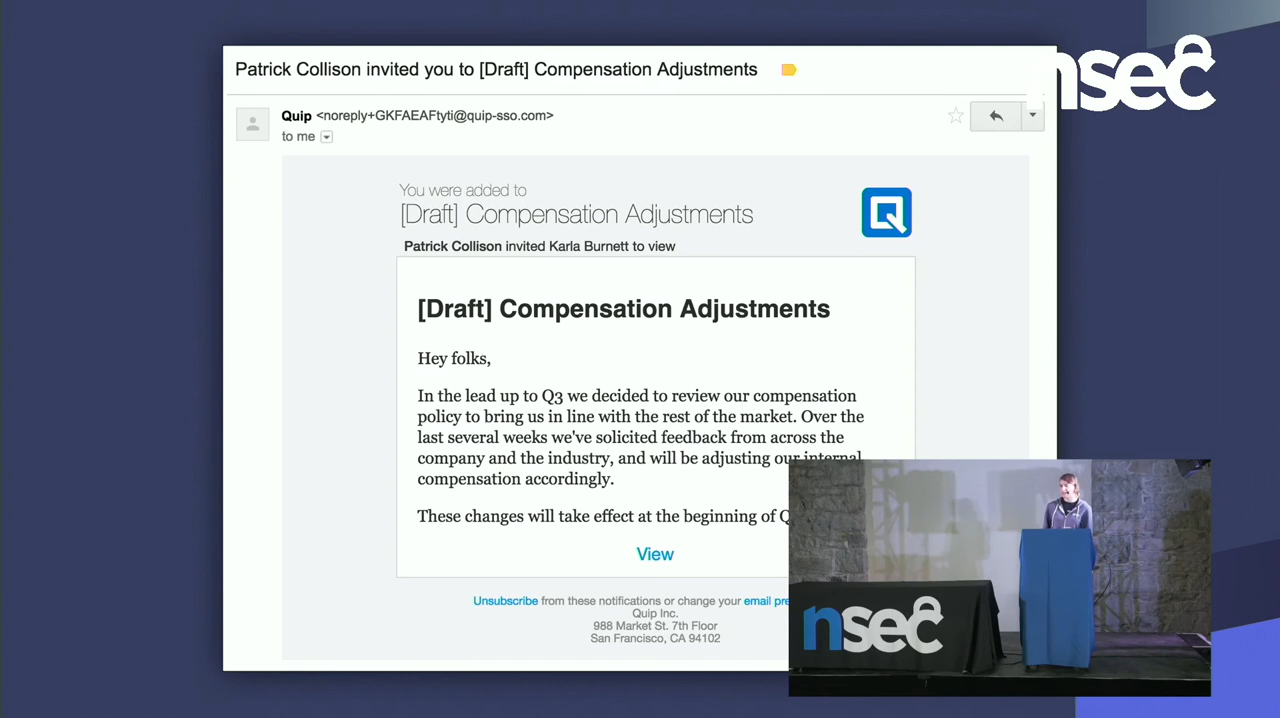 Patrick Collison invited you to [Draft] Compensation Adjustments
nsec
Quip <noreply+GKFAEAFtyti@quip-sso.com>
to me
You were added to
[Draft] Compensation Adjustments
Patrick Collison invited Karla Burnett to view
[Draft] Compensation Adjustments
Hey folks,
In the lead up to Q3 we decided to review our compensation
policy to bring us in line with the rest of the market. Over the
last several weeks we've solicited feedback from across the
company and the industry, and will be adjusting our internal
compensation accordingly.
These changes will take effect at the beginning of
View
Unsubscribe from these notifications or change your email
Quip Inc.
988 Market St. 7th Floor
San Francisco, CA 94102
nsec